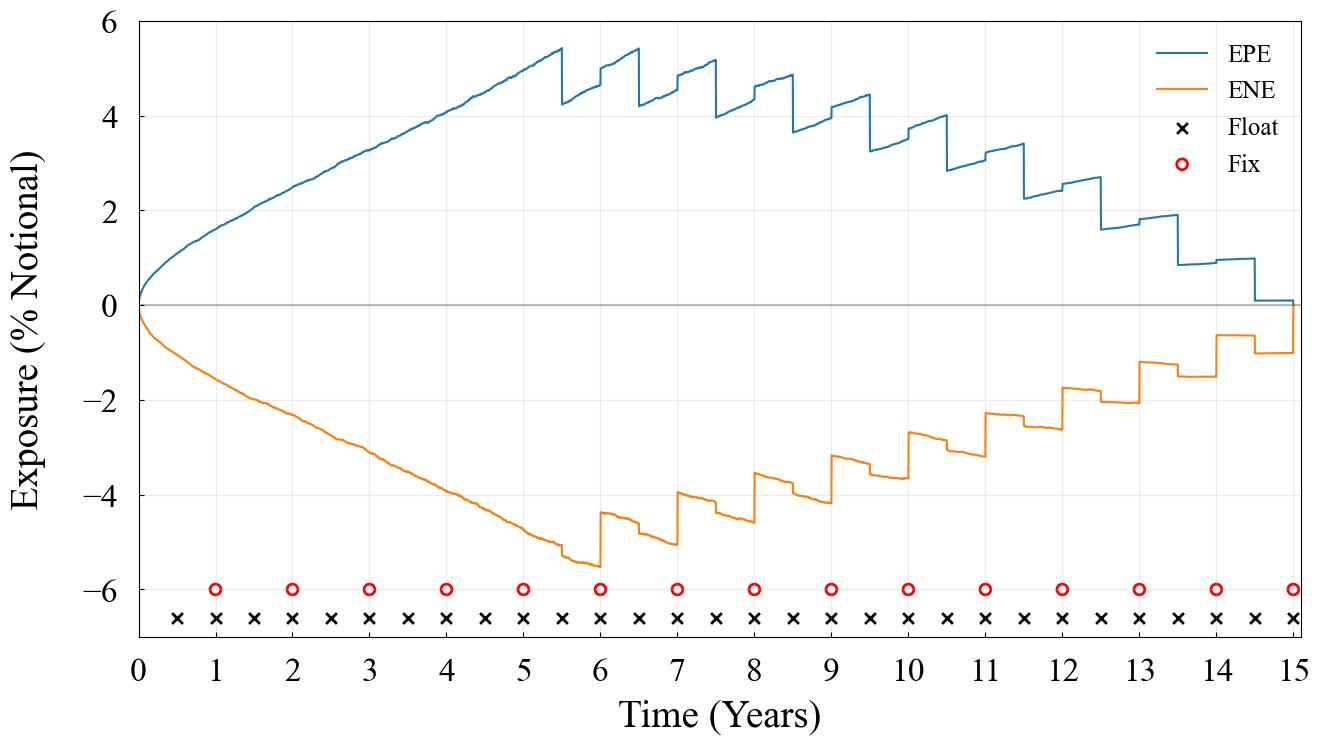 6
4
2
0
−2
−4
−6
Exposure (% Notional)
EPE
ENE
Float
Fix
0 1 2 3 4 5 6 7 8 9 10 11 12 13 14 15
Time (Years)